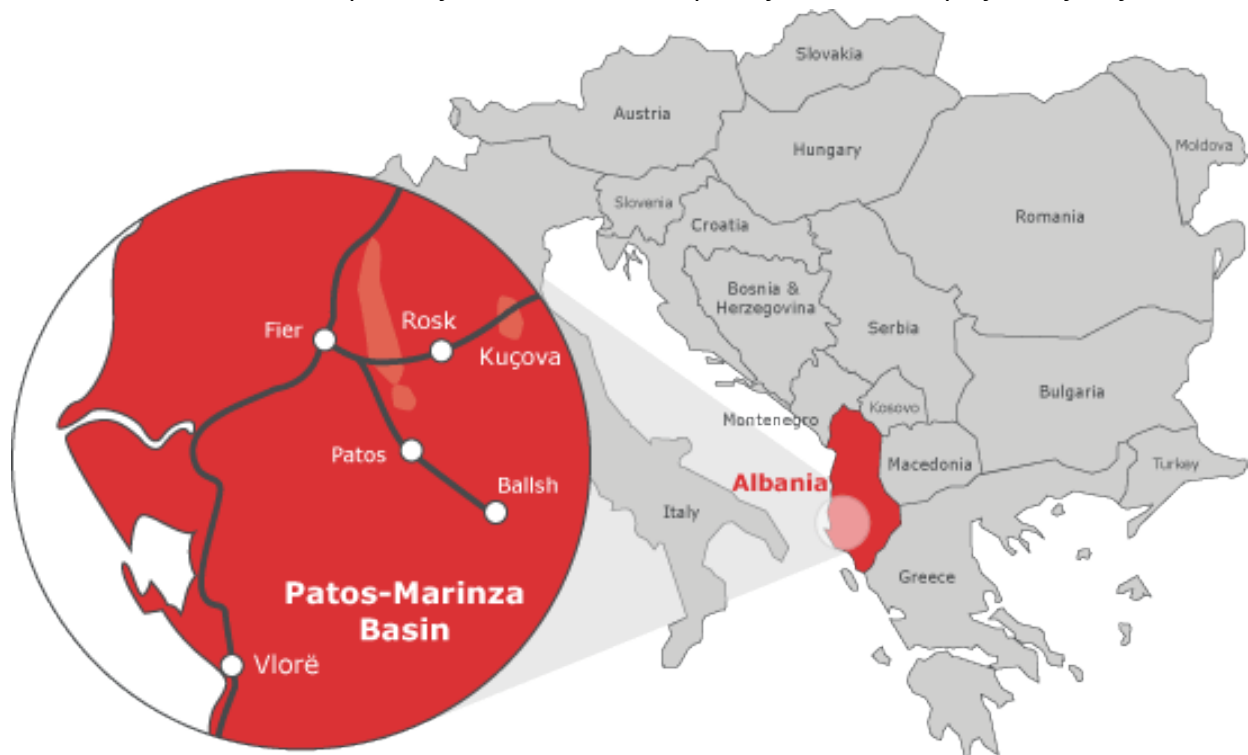 Slovakia
Austria
Moldova
Hungary
Slovenia
Croatia
Romania
Bosnia &
Herzegovina
Serbia
Fier
Rosk
Kuçova
Bulgaria
Kosovo
Montenegro
Patos
Macedonia
Turkey
Albania
Ballsh
Italy
Greece
Patos-Marinza
Basin
Vlorë